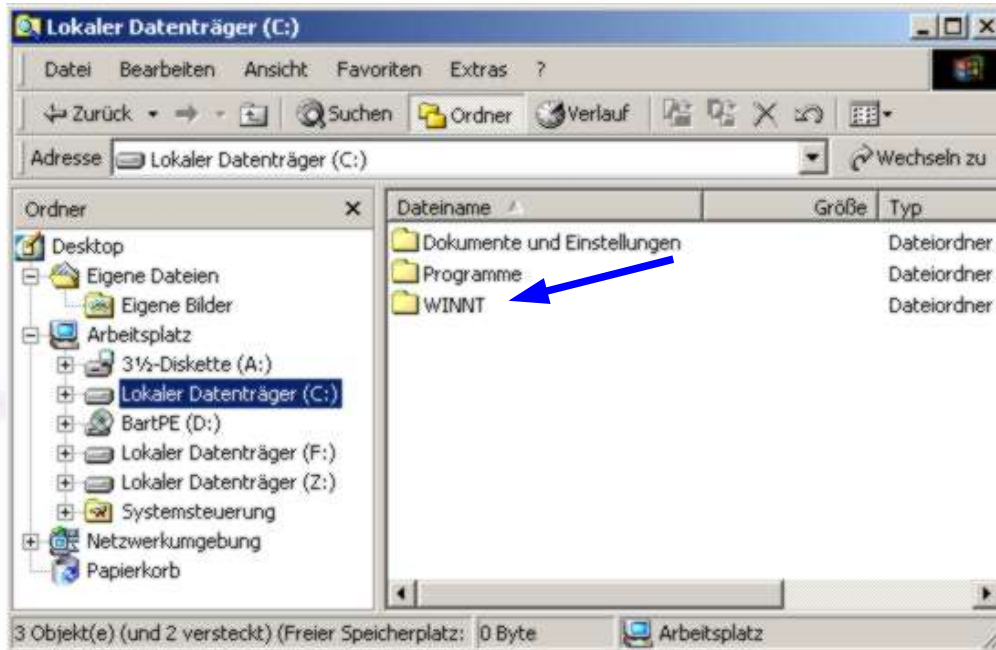 Lokaler Datenträger (C:)
Datei Bearbeiten Ansicht Favoriten Extras ?
Zurück Suchen Ordner Verlauf
Adresse Lokaler Datenträger (C:) Wechseln zu
Ordner
Desktop
Eigene Dateien
Eigene Bilder
Arbeitsplatz
3½-Diskette (A:)
Lokaler Datenträger (C:)
BartPE (D:)
Lokaler Datenträger (F:)
Lokaler Datenträger (Z:)
Systemsteuerung
Netzwerkumgebung
Papierkorb
Dateiname Größe Typ
Dokumente und Einstellungen Dateiordner
Programme Dateiordner
WINNT Dateiordner
3 Objekt(e) (und 2 versteckt) (Freier Speicherplatz: 0 Byte Arbeitsplatz